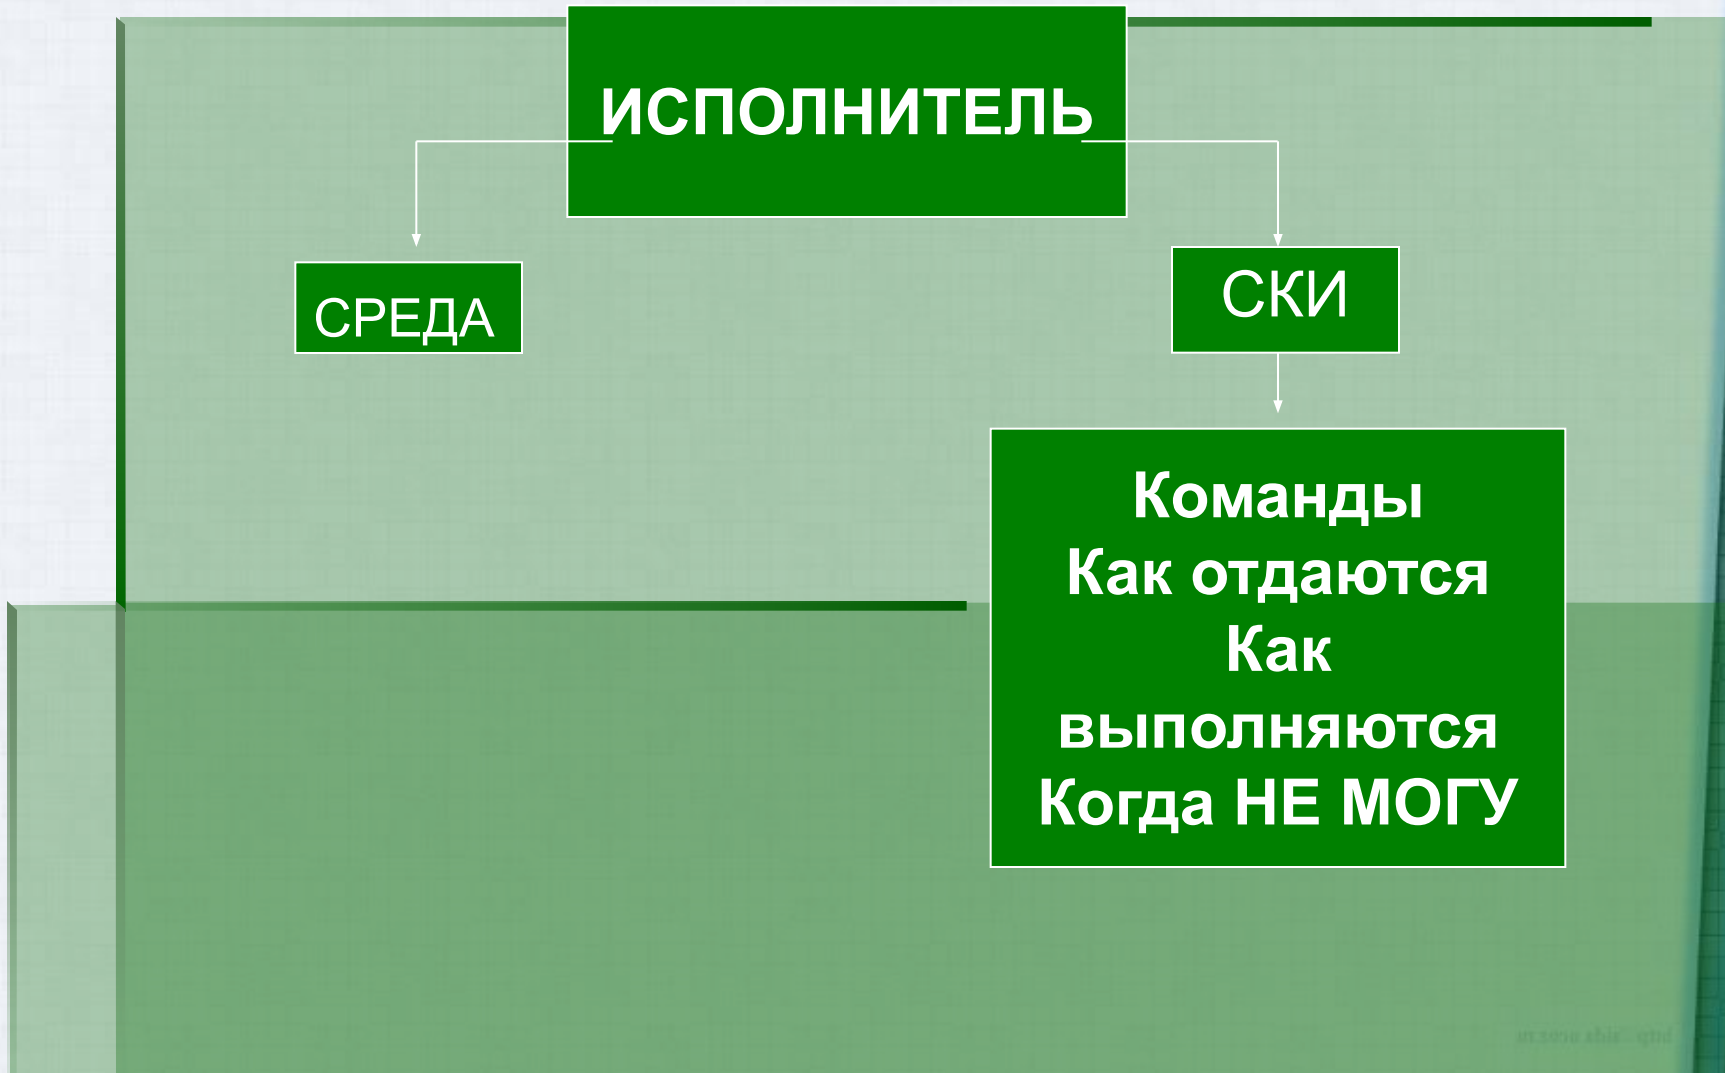 ИСПОЛНИТЕЛЬ
СРЕДА
СКИ
Команды
Как отдаются
Как
выполняются
Когда НЕ МОГУ